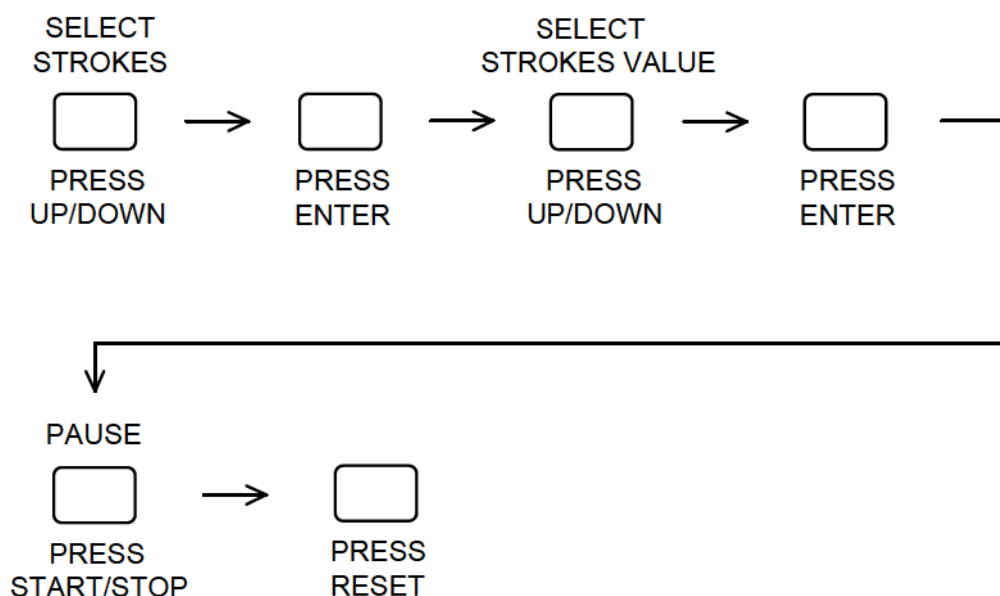 SELECT
STROKES
PRESS
UP/DOWN
PRESS
ENTER
SELECT
STROKES VALUE
PRESS
UP/DOWN
PRESS
ENTER
PAUSE
PRESS
START/STOP
PRESS
RESET